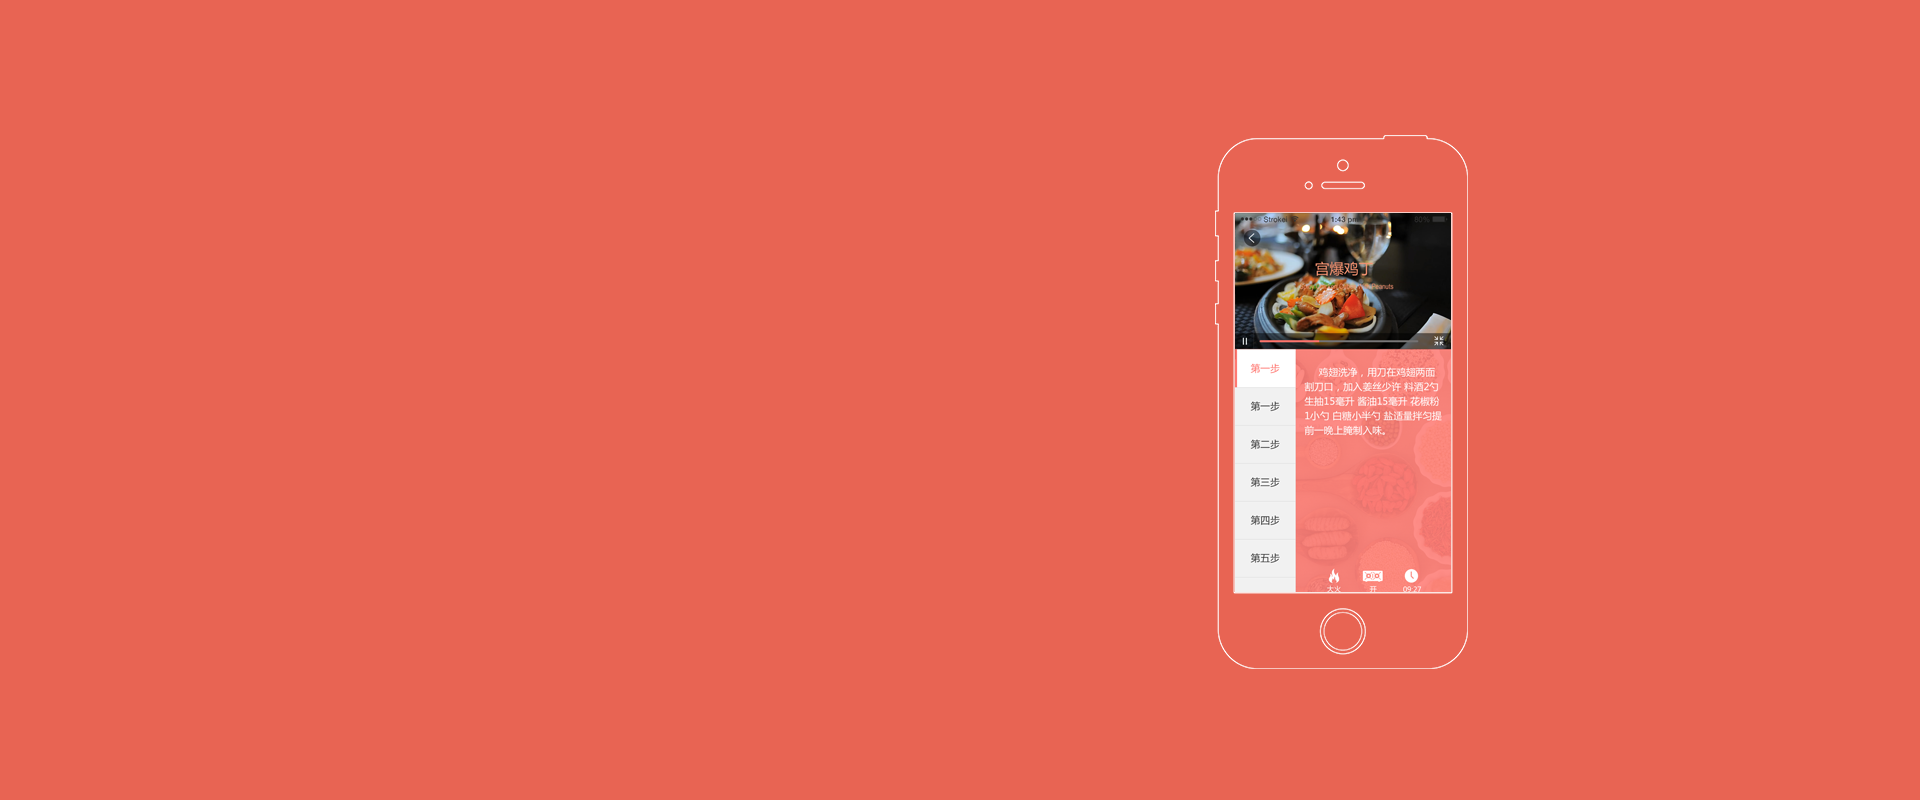 1:43 pm
宫爆鸡丁
第一步
第一步
第二步
第三步
第四步
第五步
鸡翅洗净，用刀在鸡翅两面
割刀口，加入姜丝少许 料酒2勺
生抽15毫升 酱油15毫升 花椒粉
1小勺 白糖小半勺 盐适量拌匀提
前一晚上腌制入味。
大火
开
09:27